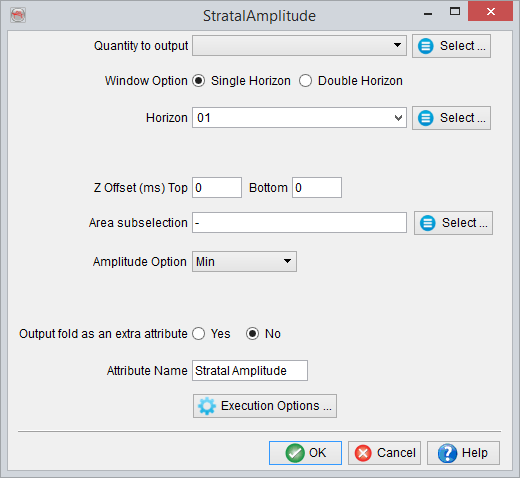 StratalAmplitude
Quantity to output Select ...
Window Option Single Horizon Double Horizon
Horizon 01 Select ...
Z Offset (ms) Top 0 Bottom 0
Area subselection - Select ...
Amplitude Option Min
Output fold as an extra attribute Yes No
Attribute Name Stratal Amplitude
Execution Options ...
OK Cancel Help